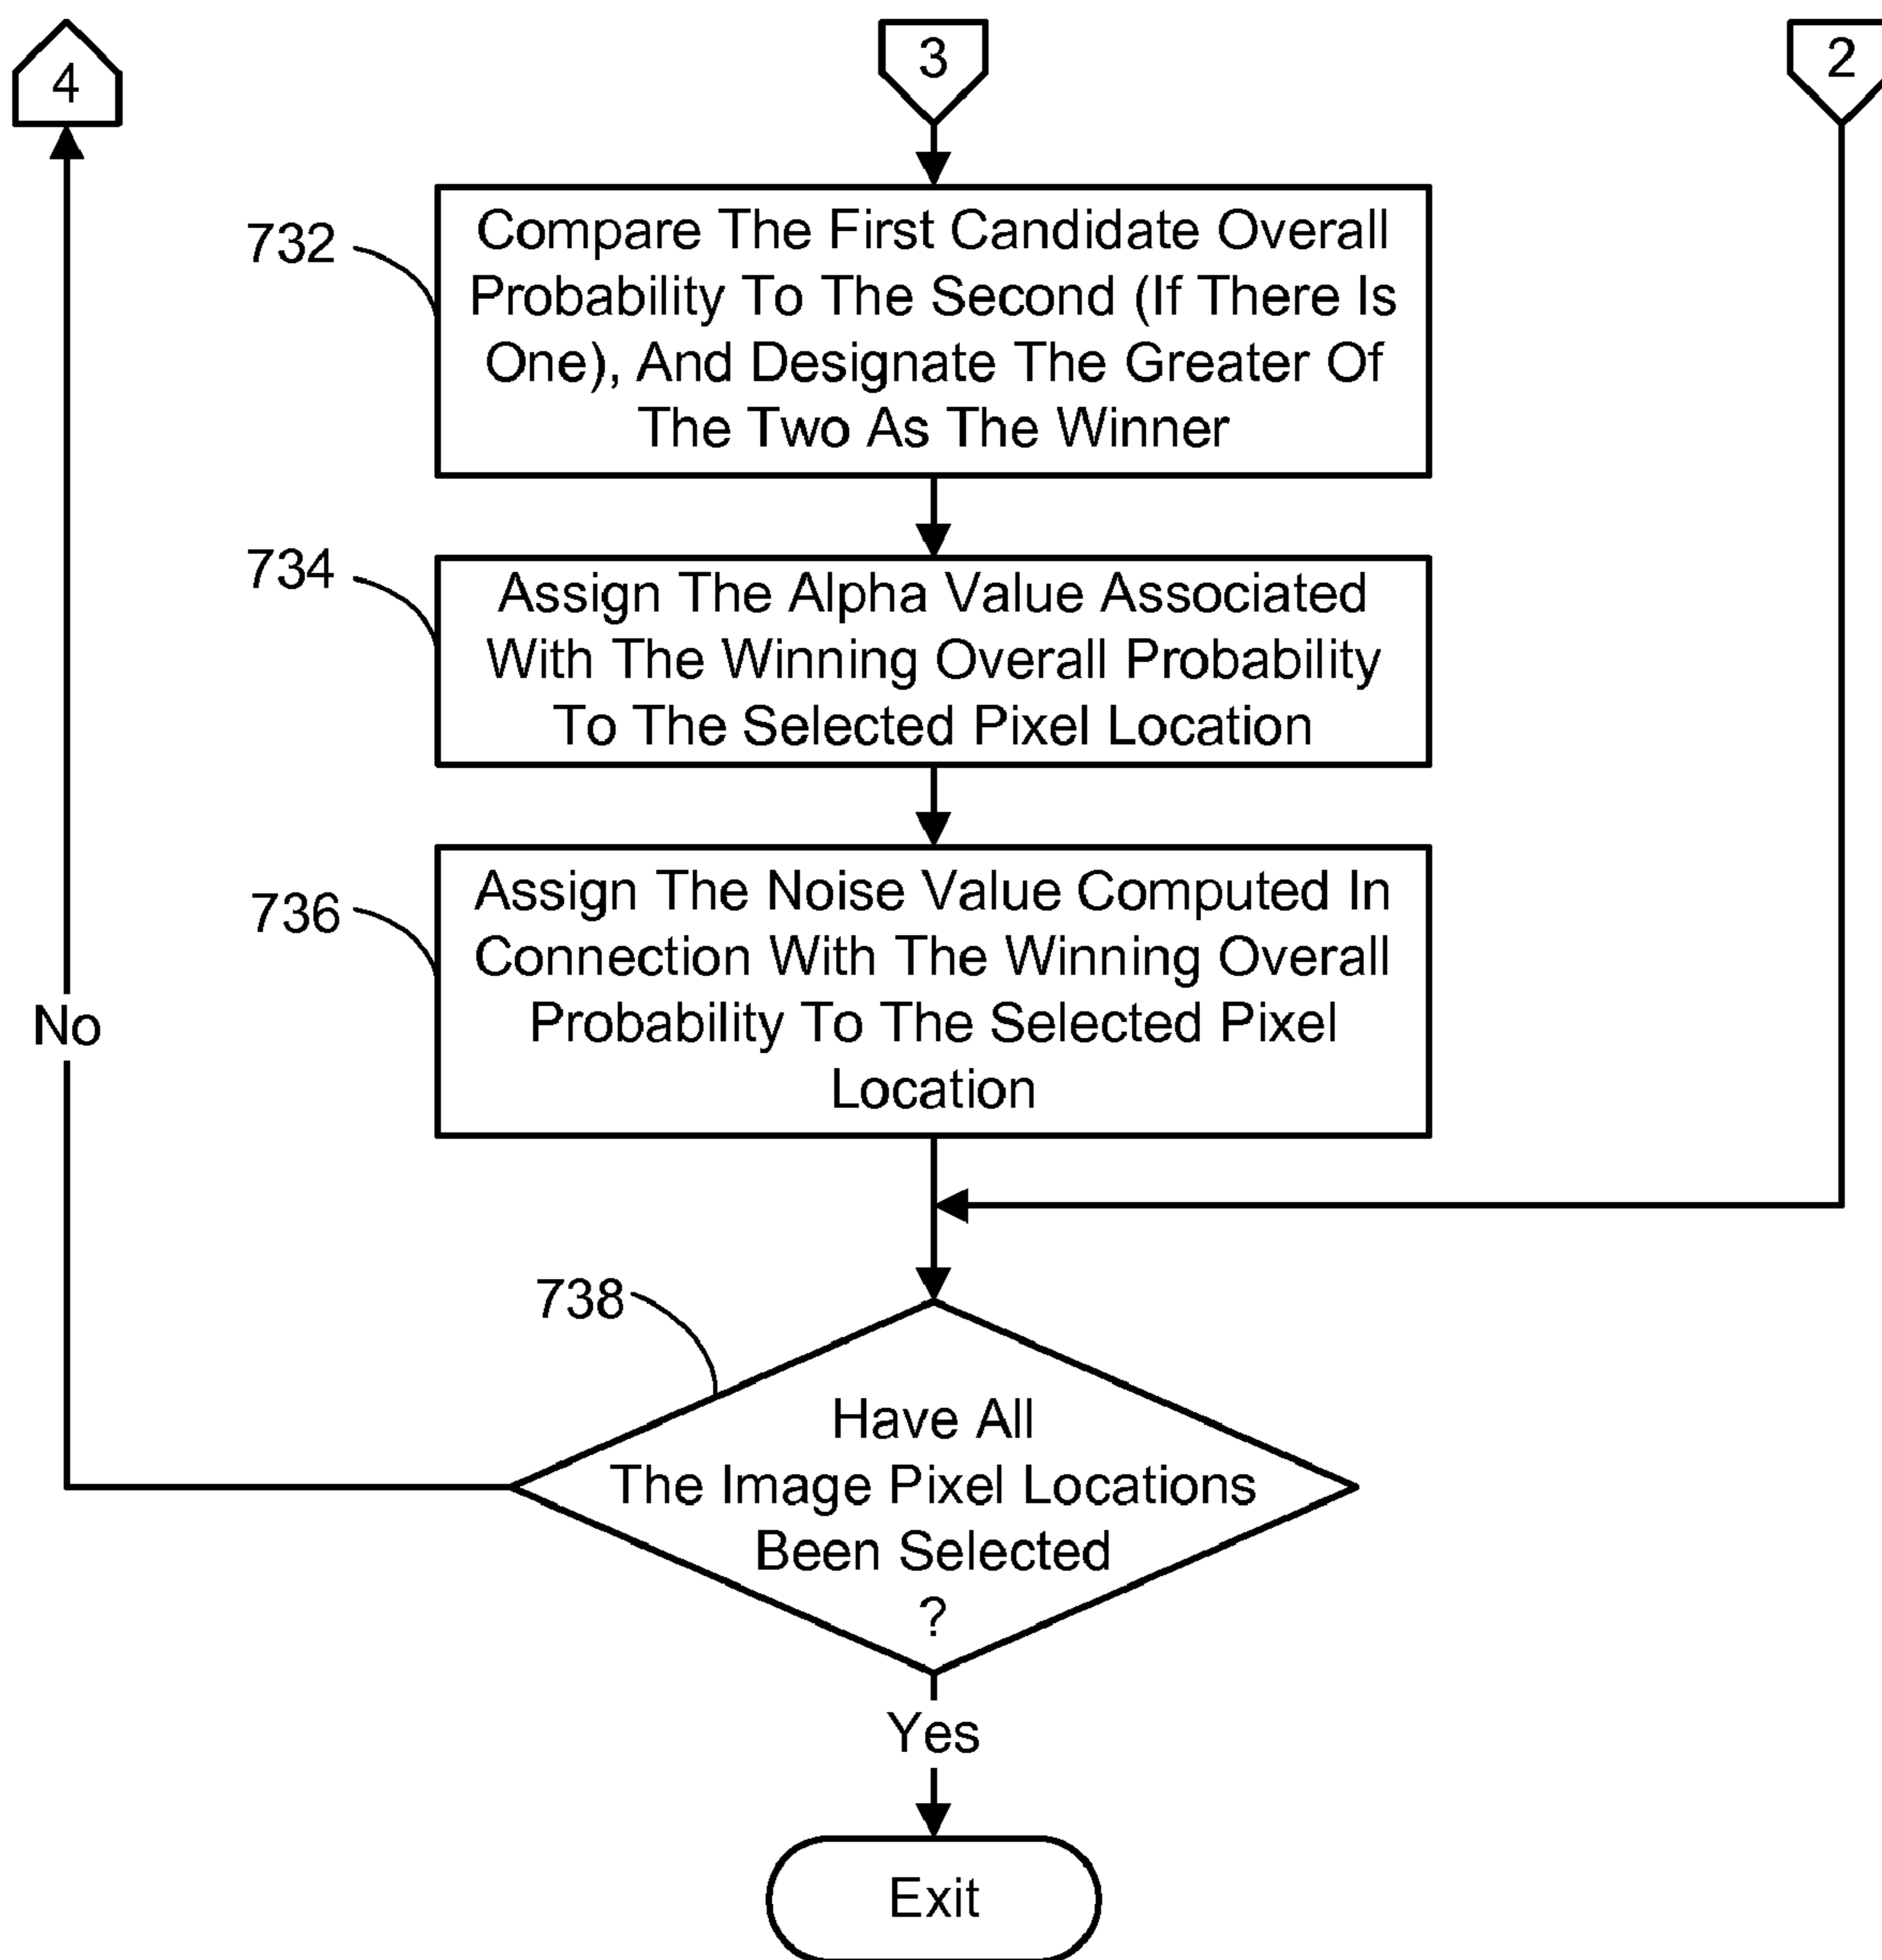 4
3
2
732
Compare The First Candidate Overall
Probability To The Second (If There Is
One), And Designate The Greater Of
The Two As The Winner
734
Assign The Alpha Value Associated
With The Winning Overall Probability
To The Selected Pixel Location
736
Assign The Noise Value Computed In
Connection With The Winning Overall
Probability To The Selected Pixel
Location
No
738
Have All
The Image Pixel Locations
Been Selected
?
Yes
Exit